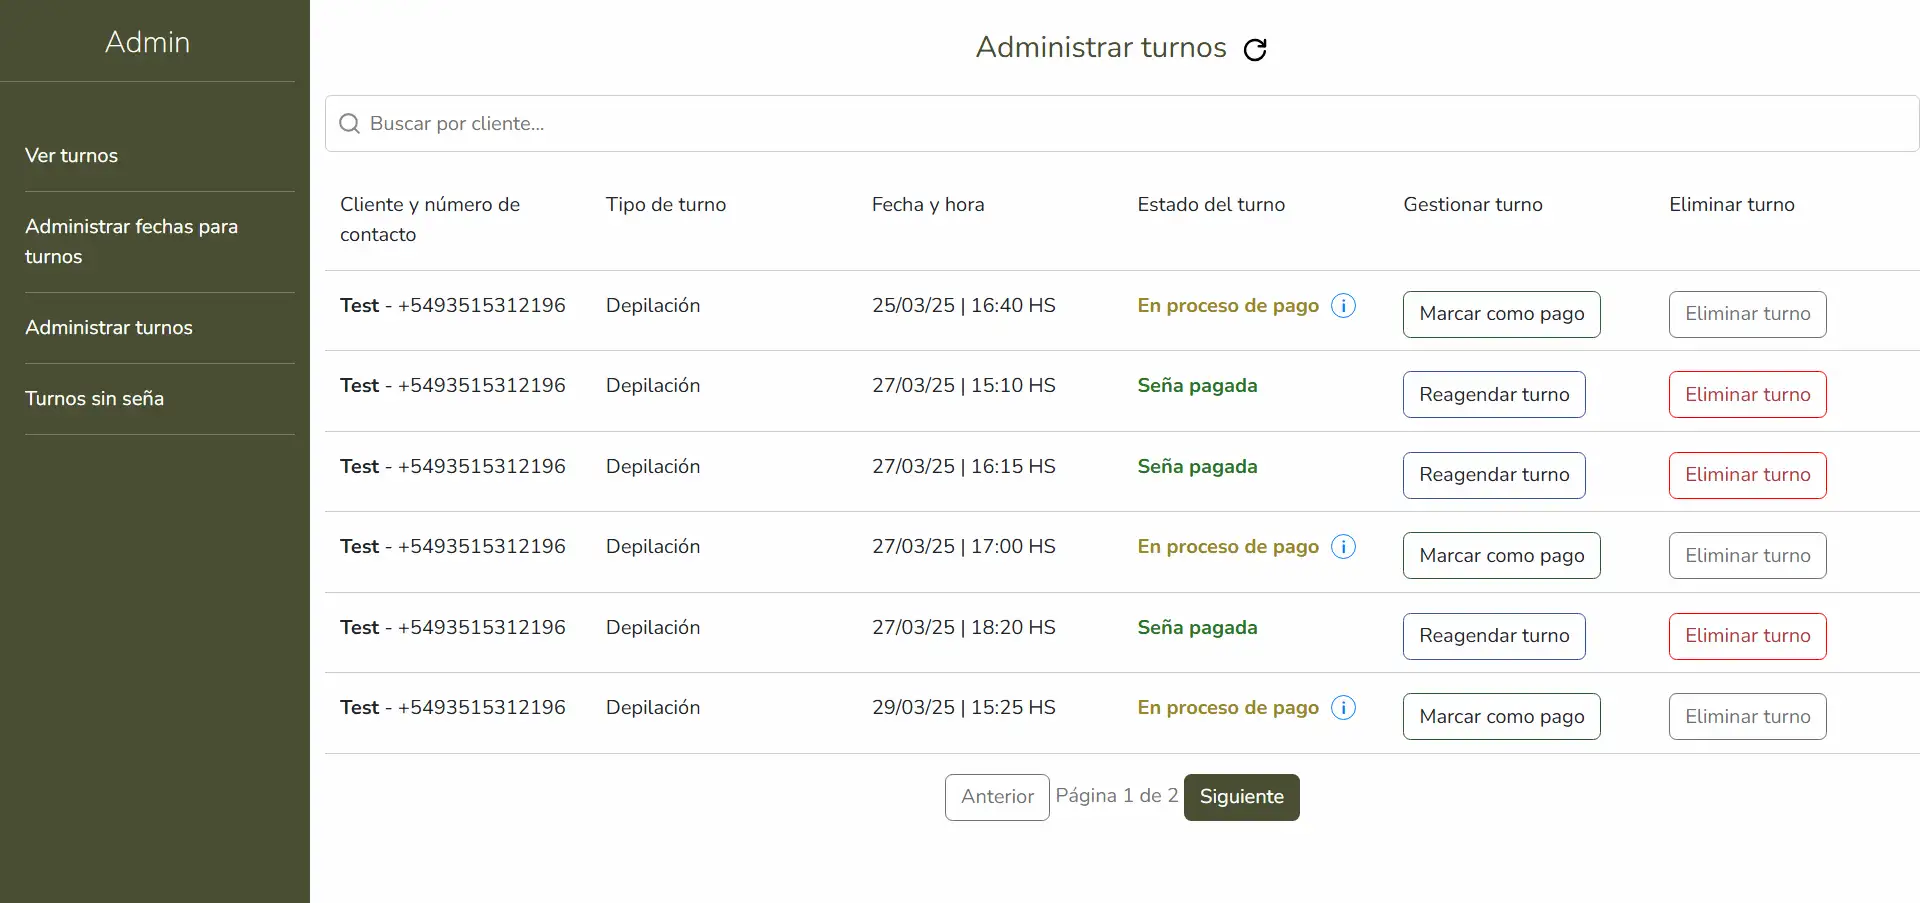 Admin
Ver turnos
Administrar fechas para
turnos
Administrar turnos
Turnos sin seña
Administrar turnos
Buscar por cliente...
Cliente y número de contacto Tipo de turno Fecha y hora Estado del turno Gestionar turno Eliminar turno
Test - +5493515312196 Depilación 25/03/25 | 16:40 HS En proceso de pago i Marcar como pago Eliminar turno
Test - +5493515312196 Depilación 27/03/25 | 15:10 HS Seña pagada Reagendar turno Eliminar turno
Test - +5493515312196 Depilación 27/03/25 | 16:15 HS Seña pagada Reagendar turno Eliminar turno
Test - +5493515312196 Depilación 27/03/25 | 17:00 HS En proceso de pago i Marcar como pago Eliminar turno
Test - +5493515312196 Depilación 27/03/25 | 18:20 HS Seña pagada Reagendar turno Eliminar turno
Test - +5493515312196 Depilación 29/03/25 | 15:25 HS En proceso de pago i Marcar como pago Eliminar turno
Anterior Página 1 de 2 Siguiente